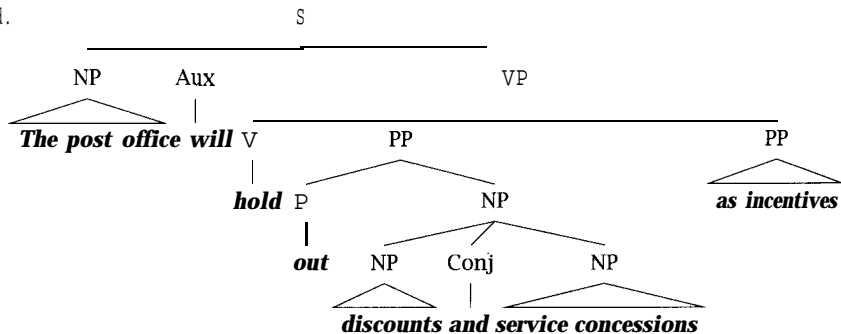 d. S
NP Aux VP
The post office will V PP PP
hold P NP as incentives
out NP Conj NP
discounts and service concessions